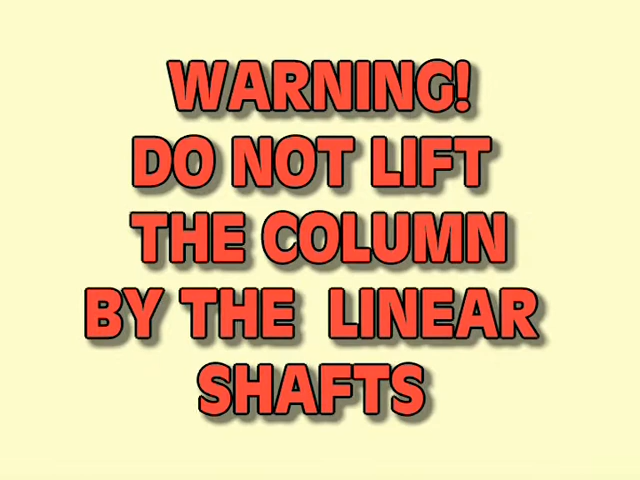 WARNING!
DO NOT LIFT
THE COLUMN
BY THE LINEAR
SHAFTS